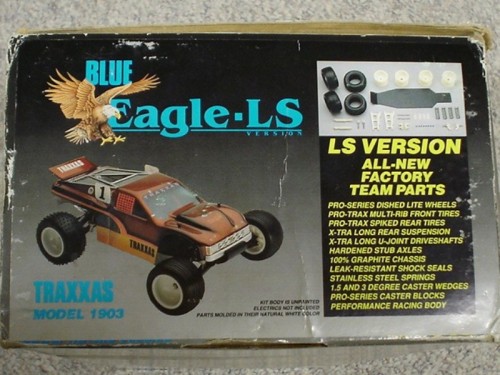 BLUE
Eagle·LS
VERSION
LS VERSION
ALL-NEW
FACTORY
TEAM PARTS
PRO-SERIES DISHED LITE WHEELS
PRO-TRAX MULTI-RIB FRONT TIRES
PRO-TRAX SPIKED REAR TIRES
X-TRA LONG REAR SUSPENSION
X-TRA LONG U-JOINT DRIVESHAFTS
HARDENED STUB AXLES
100% GRAPHITE CHASSIS
LEAK-RESISTANT SHOCK SEALS
STAINLESS STEEL SPRINGS
1.5 AND 3 DEGREE CASTER WEDGES
PRO-SERIES CASTER BLOCKS
PERFORMANCE RACING BODY
TRAXXAS
1
TRAXXAS
TRAXXAS
MODEL 1903
KIT BODY IS UNPAINTED
ELECTRICS NOT INCLUDED
PARTS MOLDED IN THEIR NATURAL WHITE COLOR